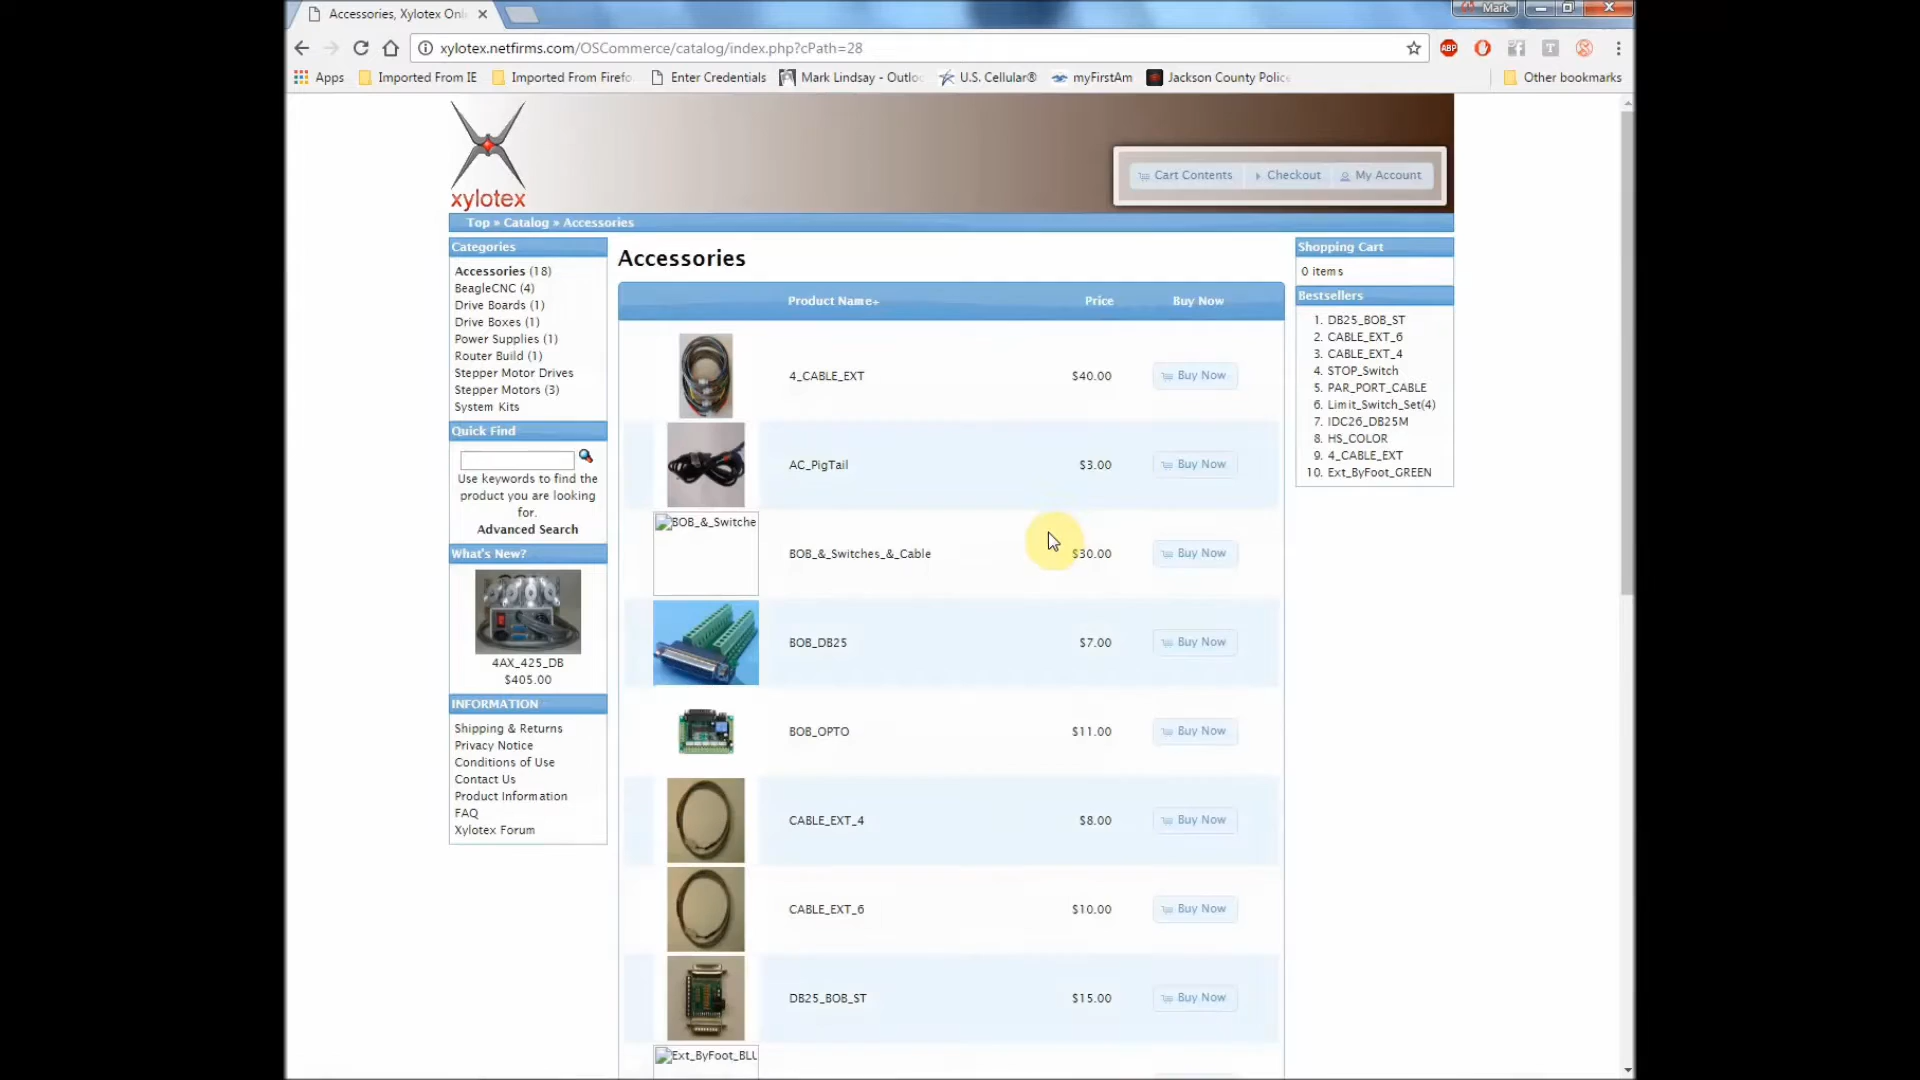 Accessories, Xylotex Onl
Mark
xylotex.netfirms.com/OSCommerce/catalog/index.php?cPath=28
ABP
Apps
Imported From IE
Imported From Firefo
Enter Credentials
Mark Lindsay - Outloo
U.S. Cellular®
myFirstAm
Jackson County Police
Other bookmarks
xylotex
Cart Contents
Checkout
My Account
Top » Catalog » Accessories
Categories
Accessories (18)
BeagleCNC (4)
Drive Boards (1)
Drive Boxes (1)
Power Supplies (1)
Router Build (1)
Stepper Motor Drives
Stepper Motors (3)
System Kits
Quick Find
Use keywords to find the
product you are looking
for.
Advanced Search
What's New?
4AX_425_DB
$405.00
INFORMATION
Shipping & Returns
Privacy Notice
Conditions of Use
Contact Us
Product Information
FAQ
Xylotex Forum
Accessories
Product Name+ Price Buy Now
4_CABLE_EXT $40.00 Buy Now
AC_PigTail $3.00 Buy Now
BOB_&_Switche
BOB_&_Switches_&_Cable $30.00 Buy Now
BOB_DB25 $7.00 Buy Now
BOB_OPTO $11.00 Buy Now
CABLE_EXT_4 $8.00 Buy Now
CABLE_EXT_6 $10.00 Buy Now
DB25_BOB_ST $15.00 Buy Now
Ext_ByFoot_BLU
Shopping Cart
0 items
Bestsellers
1. DB25_BOB_ST
2. CABLE_EXT_6
3. CABLE_EXT_4
4. STOP_Switch
5. PAR_PORT_CABLE
6. Limit_Switch_Set(4)
7. IDC26_DB25M
8. HS_COLOR
9. 4_CABLE_EXT
10. Ext_ByFoot_GREEN